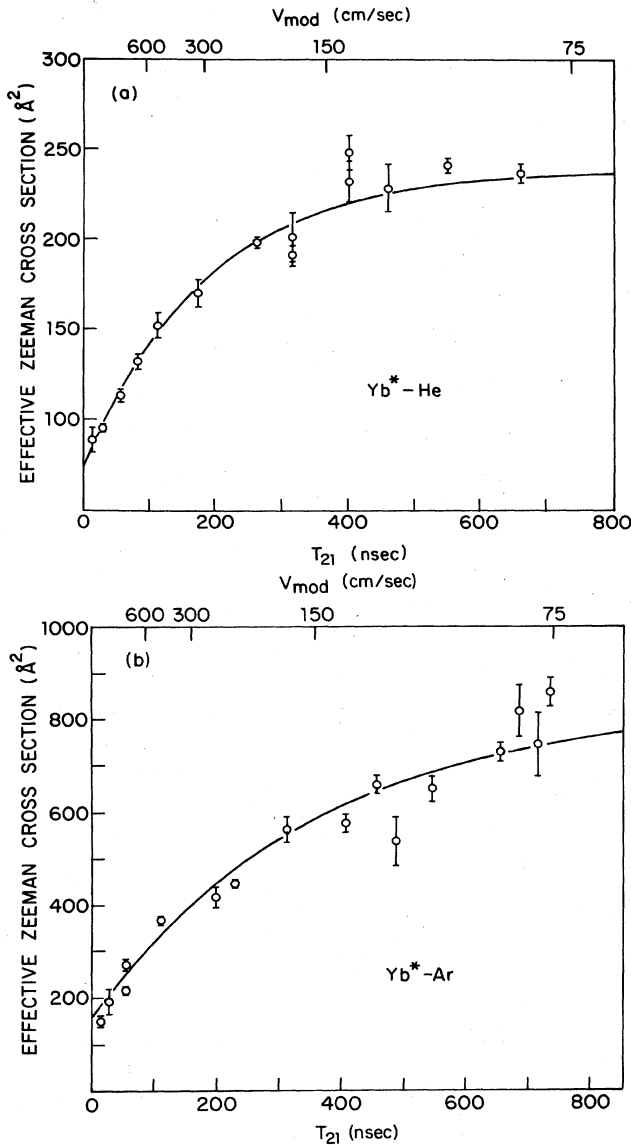 Vmod (cm/sec)
600 300 150 75
300
250
200
150
100
(a)
EFFECTIVE ZEEMAN CROSS SECTION (Å²)
Yb* – He
0 200 400 600 800
T21 (nsec)
Vmod (cm/sec)
600 300 150 75
1000
800
600
400
200
(b)
EFFECTIVE ZEEMAN CROSS SECTION (Å²)
Yb* – Ar
0 200 400 600 800
T21 (nsec)